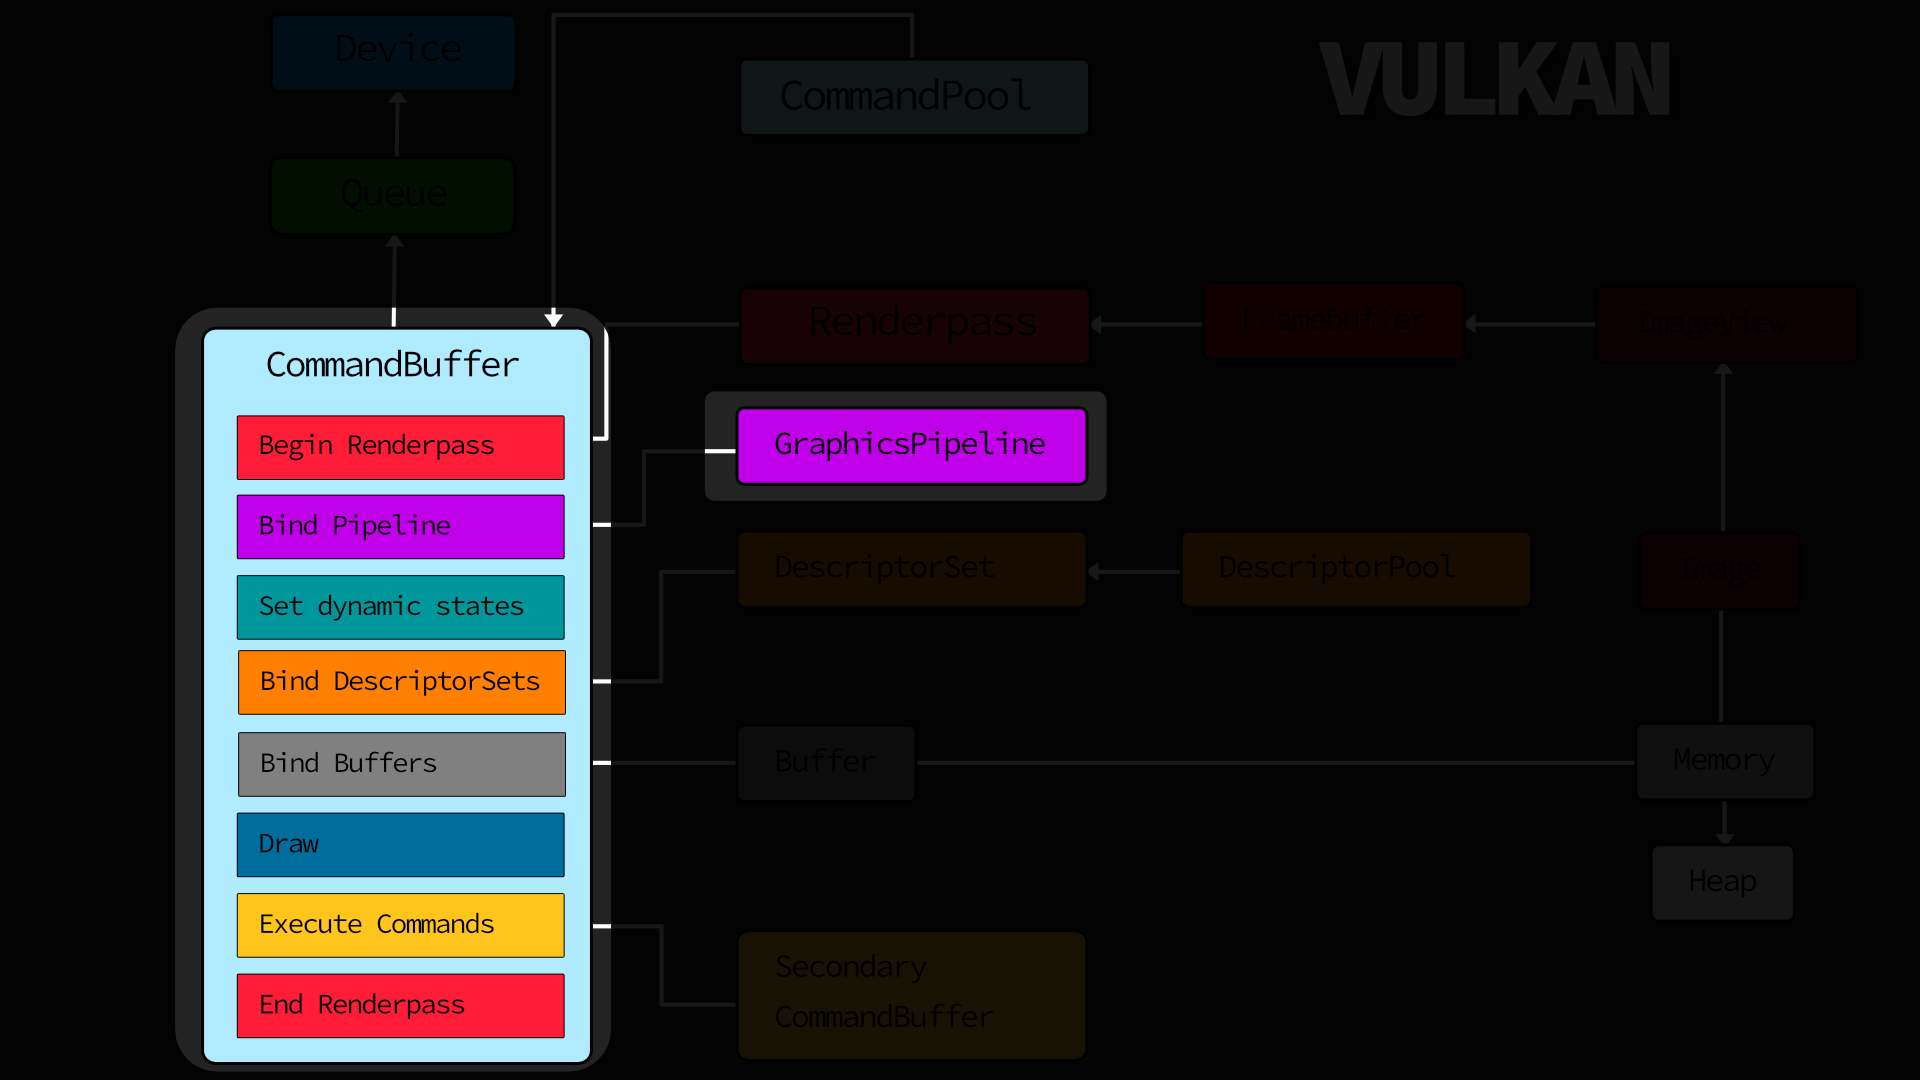 Device
CommandPool
VULKAN
Queue
Renderpass
Framebuffer
ImageView
CommandBuffer
Begin Renderpass
Bind Pipeline
Set dynamic states
Bind DescriptorSets
Bind Buffers
Draw
Execute Commands
End Renderpass
GraphicsPipeline
DescriptorSet
DescriptorPool
Image
Buffer
Memory
Heap
Secondary
CommandBuffer